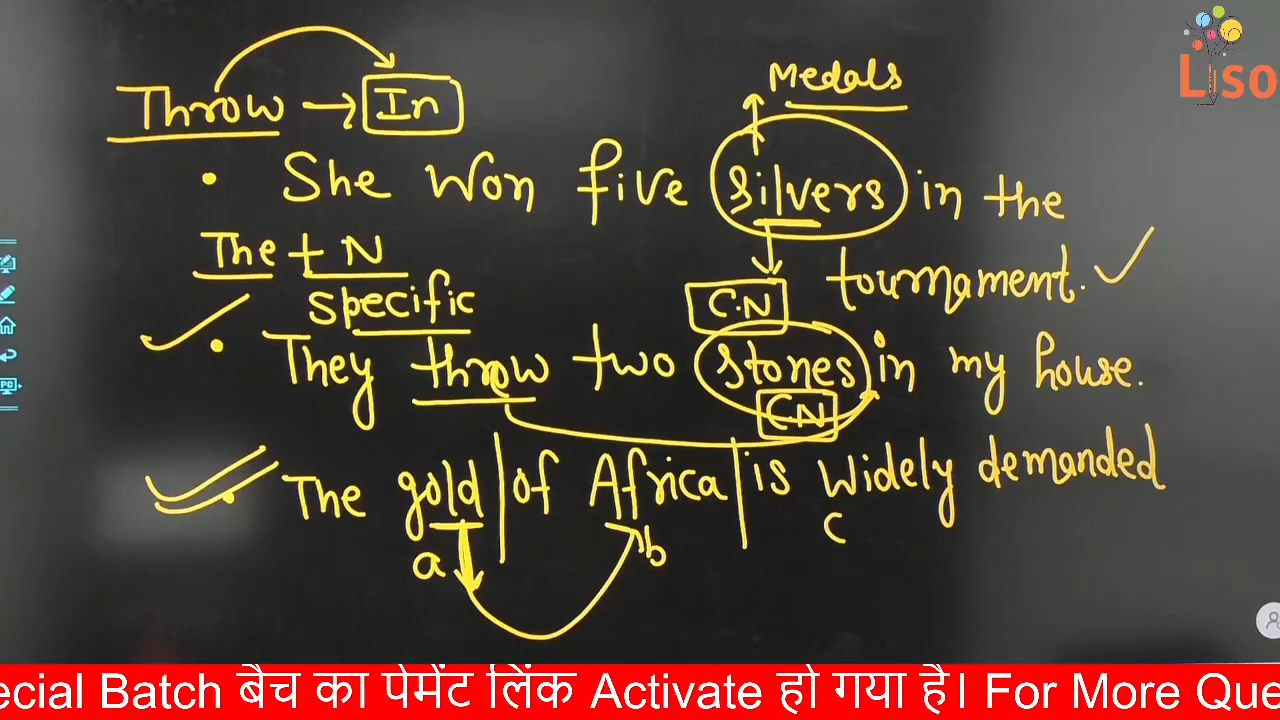 Medals
Liso
Throw → In
• She won five silvers in the
The + N
tournament.
specific
C.N
• They throw two stones in my house.
CN
• The gold | of Africa | is widely demanded
a b c
PC
ecial Batch बैच का पेमेंट लिंक Activate हो गया है। For More Que